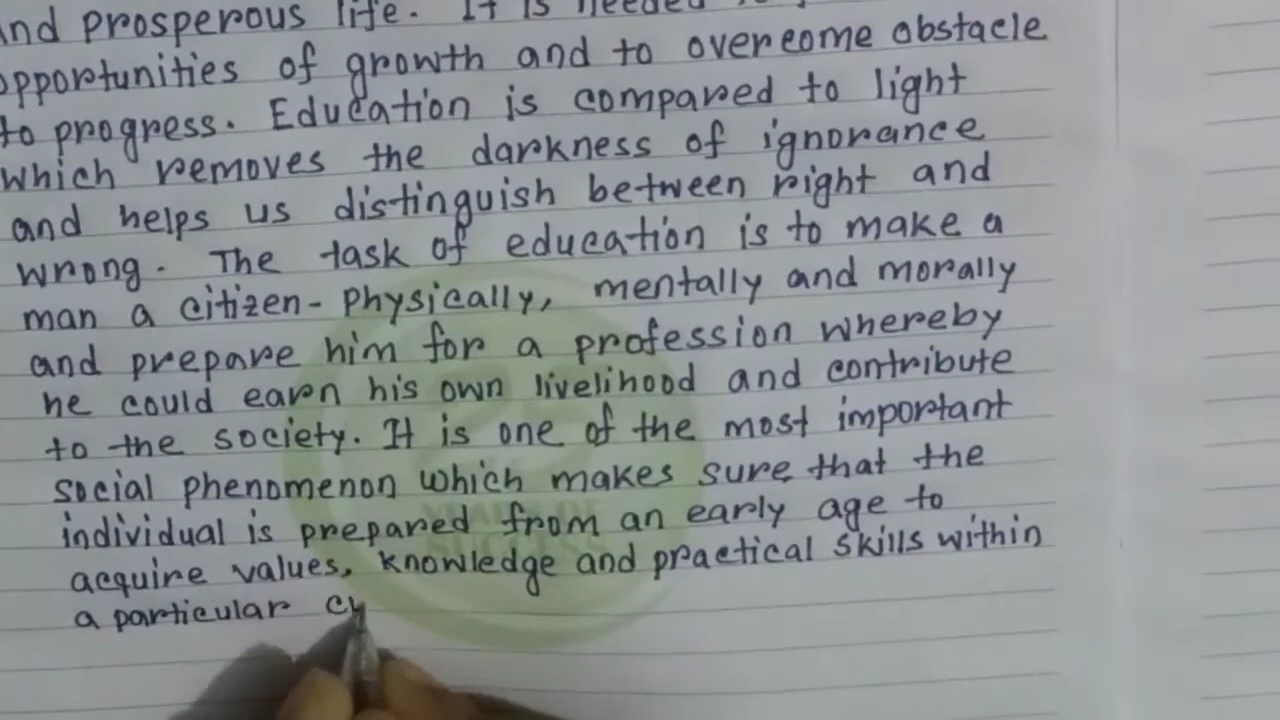 and prosperous life. It is needed
opportunities of growth and to overcome obstacle
to progress. Education is compared to light
which removes the darkness of ignorance
and helps us distinguish between right and
wrong. The task of education is to make a
man a citizen - physically, mentally and morally
and prepare him for a profession whereby
he could earn his own livelihood and contribute
to the society. It is one of the most important
social phenomenon which makes sure that the
individual is prepared from an early age to
acquire values, knowledge and practical skills within
a particular cu